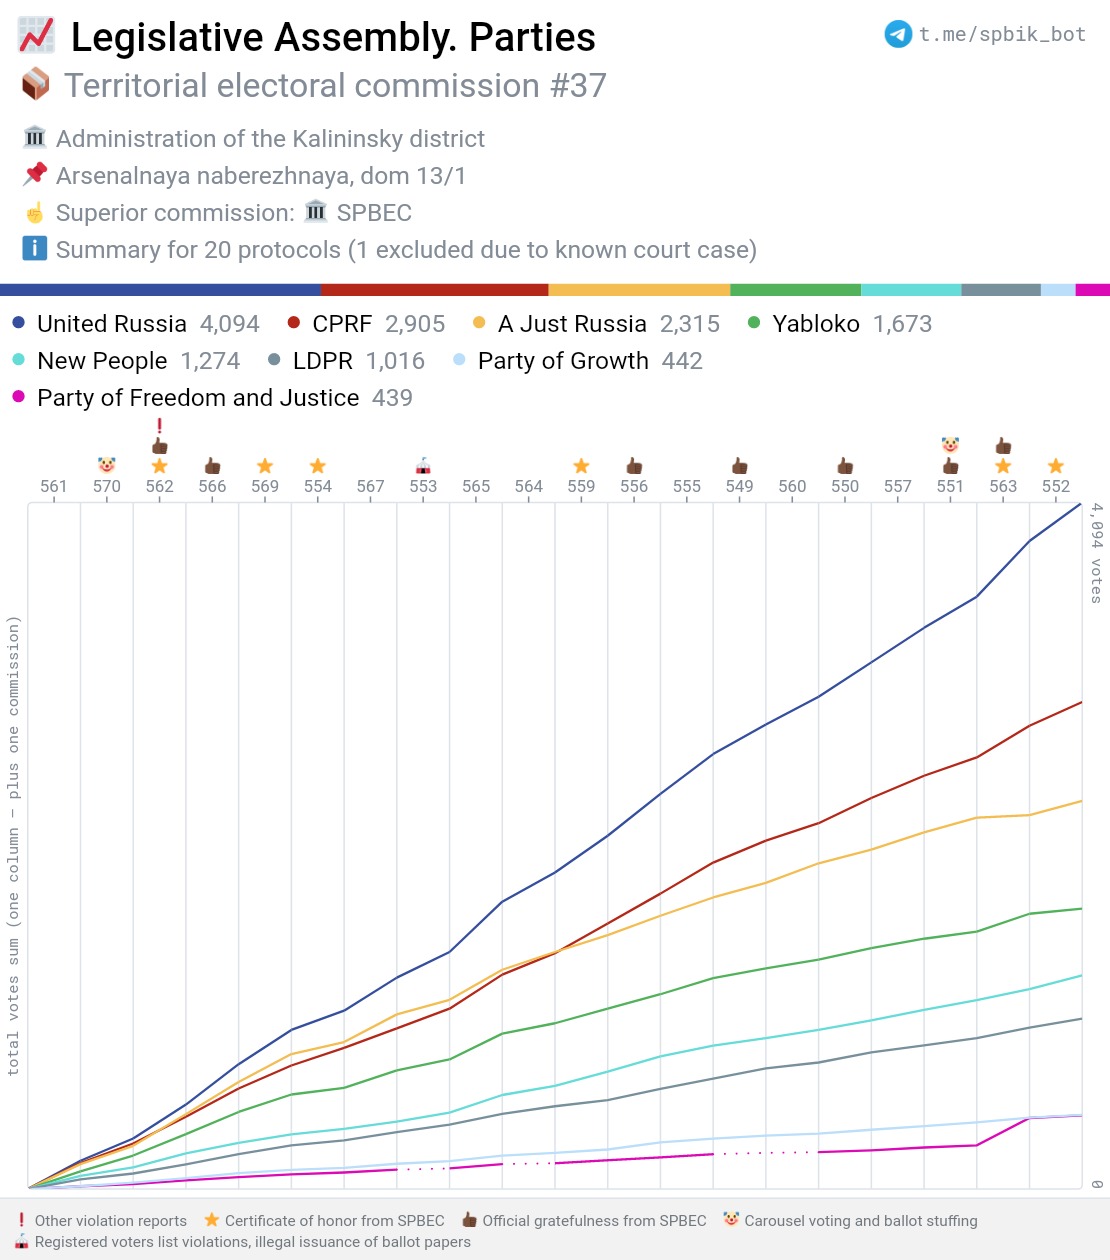 Legislative Assembly. Parties
t.me/spbik_bot
Territorial electoral commission #37
Administration of the Kalininsky district
Arsenalnaya naberezhnaya, dom 13/1
Superior commission: SPBEC
Summary for 20 protocols (1 excluded due to known court case)
United Russia 4,094 CPRF 2,905 A Just Russia 2,315 Yabloko 1,673
New People 1,274 LDPR 1,016 Party of Growth 442
Party of Freedom and Justice 439
561 570 562 566 569 554 567 553 565 564 559 556 555 549 560 550 557 551 563 552
4,094 votes
total votes sum (one column – plus one commission)
0
Other violation reports Certificate of honor from SPBEC Official gratefulness from SPBEC Carousel voting and ballot stuffing
Registered voters list violations, illegal issuance of ballot papers